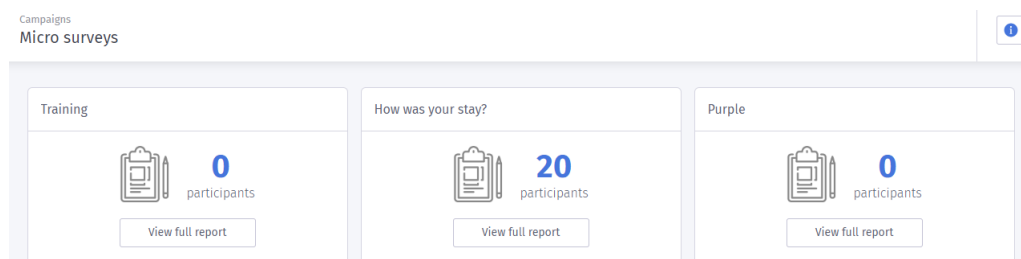 Campaigns
Micro surveys
Training
0
participants
View full report
How was your stay?
20
participants
View full report
Purple
0
participants
View full report